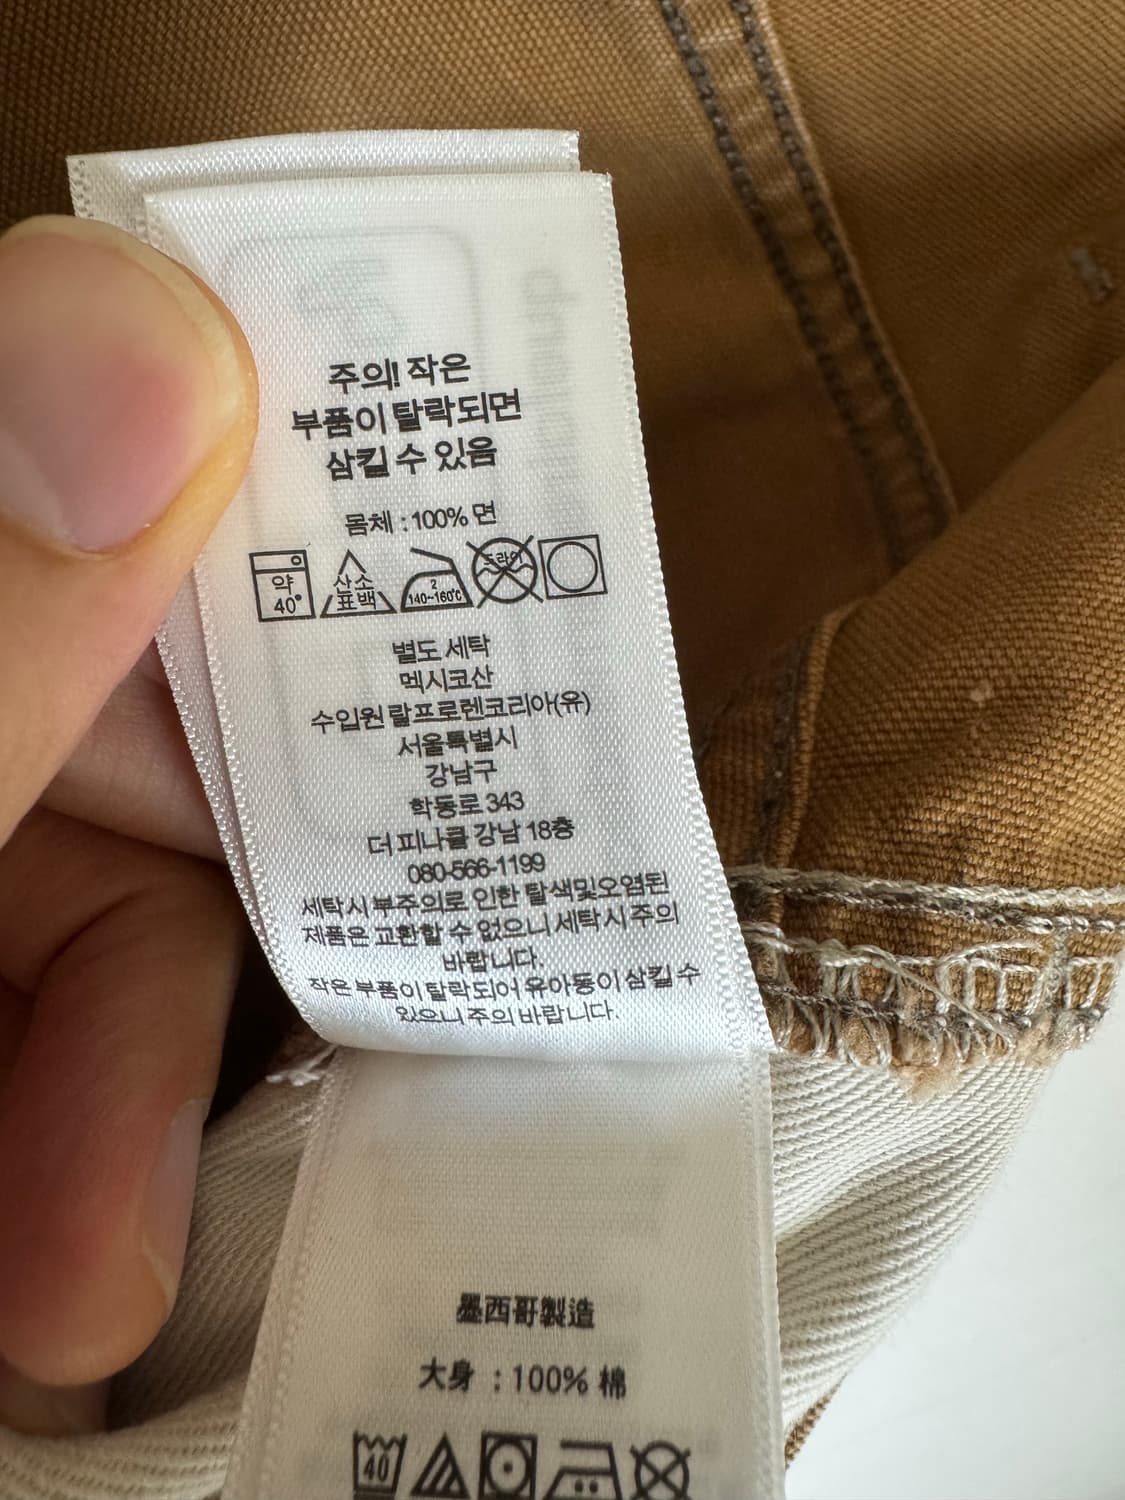 주의! 작은
부품이 탈락되면
삼킬 수 있음
몸체 : 100% 면
약 40°
산소 표백
2 140~160°C
드라이
별도 세탁
멕시코산
수입원 랄프로렌코리아(유)
서울특별시
강남구
학동로 343
더 피나클 강남 18층
080-566-1199
세탁시 부주의로 인한 탈색및오염된
제품은 교환할 수 없으니 세탁시 주의
바랍니다.
작은 부품이 탈락되어 유아동이 삼킬 수
있으니 주의 바랍니다.
墨西哥製造
大身 : 100% 棉
40